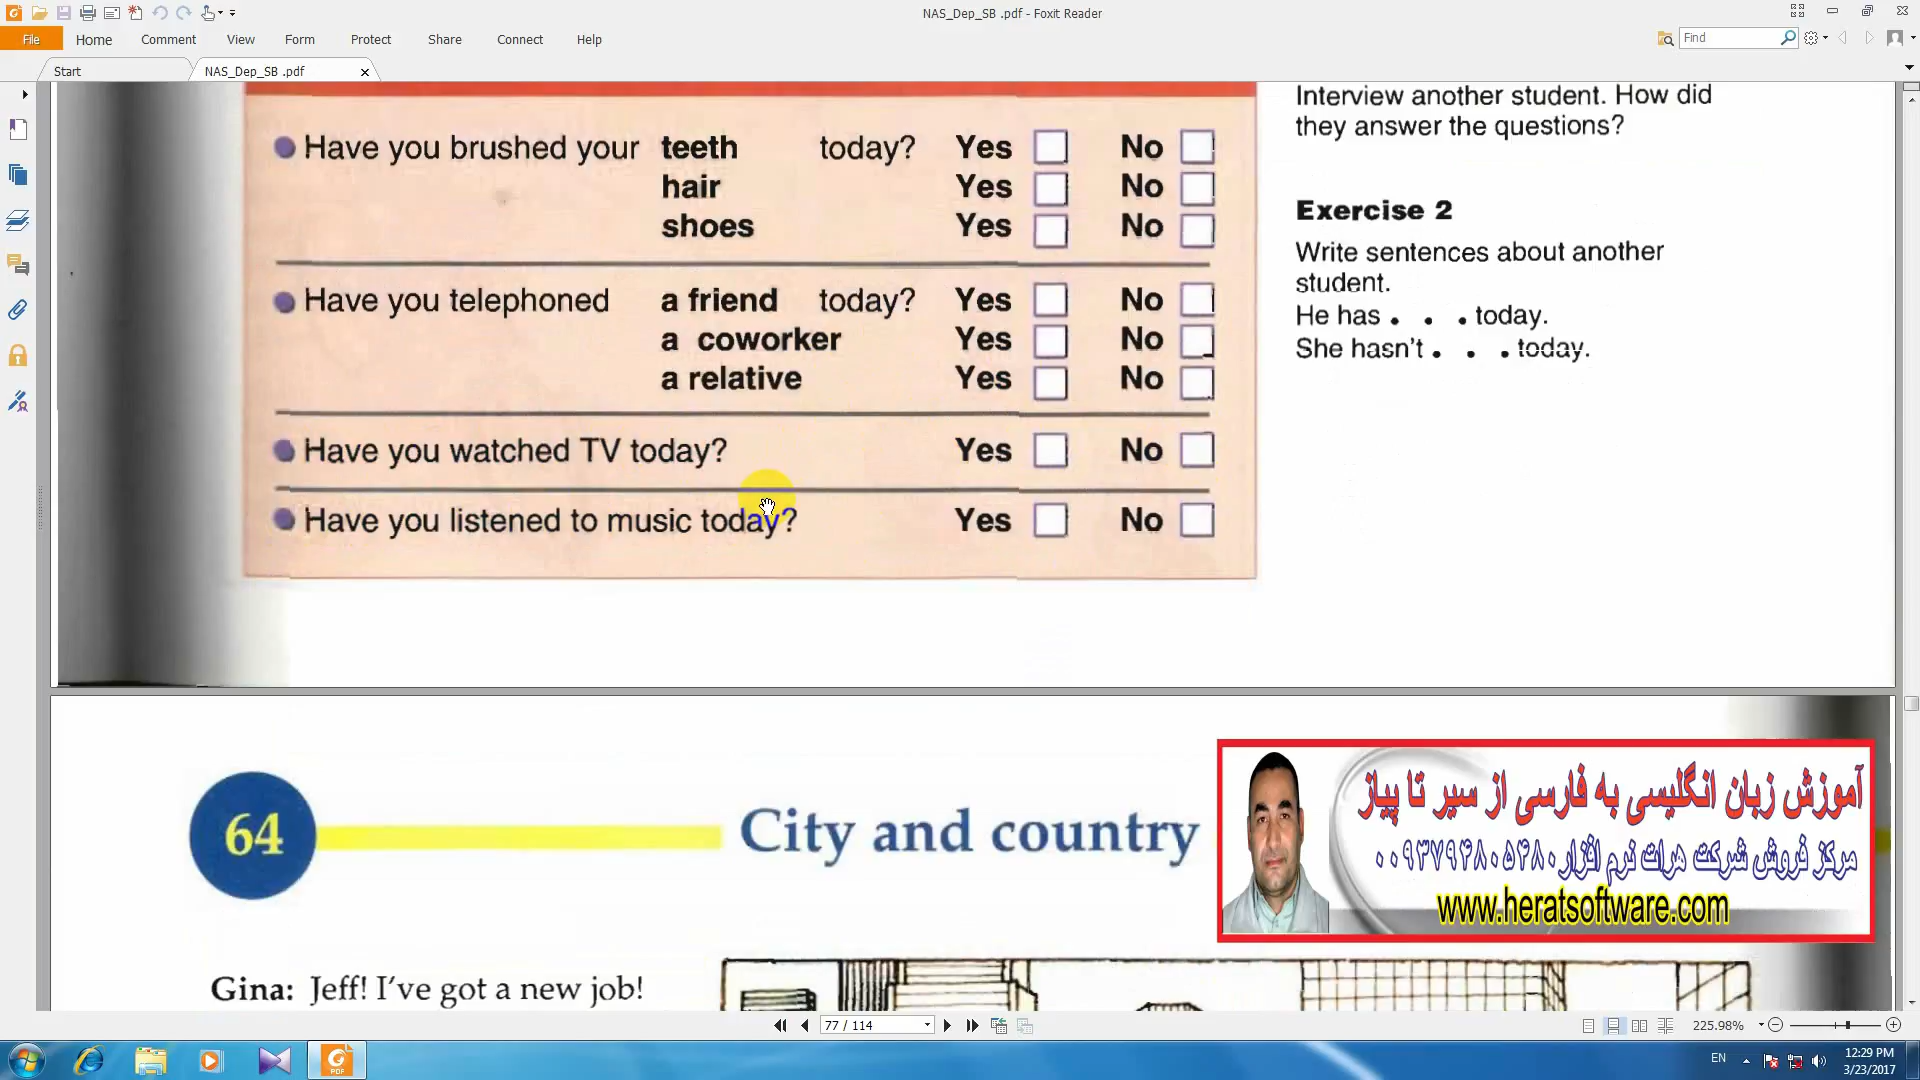 NAS_Dep_SB .pdf - Foxit Reader
File Home Comment View Form Protect Share Connect Help
Find
Start NAS_Dep_SB .pdf
Have you brushed your teeth today? Yes No
hair Yes No
shoes Yes No
Have you telephoned a friend today? Yes No
a coworker Yes No
a relative Yes No
Have you watched TV today? Yes No
Have you listened to music today? Yes No
Interview another student. How did
they answer the questions?
Exercise 2
Write sentences about another
student.
He has . . . today.
She hasn't . . . today.
64 City and country
آموزش زبان انگلیسی به فارسی از سیر تا پیاز
مرکز فروش شرکت هرات نرم افزار ۰۰۹۳۷۹۴۸۰۵۴۸۰
www.heratsoftware.com
Gina: Jeff! I've got a new job!
77 / 114
225.98%
PDF
EN
12:29 PM
3/23/2017